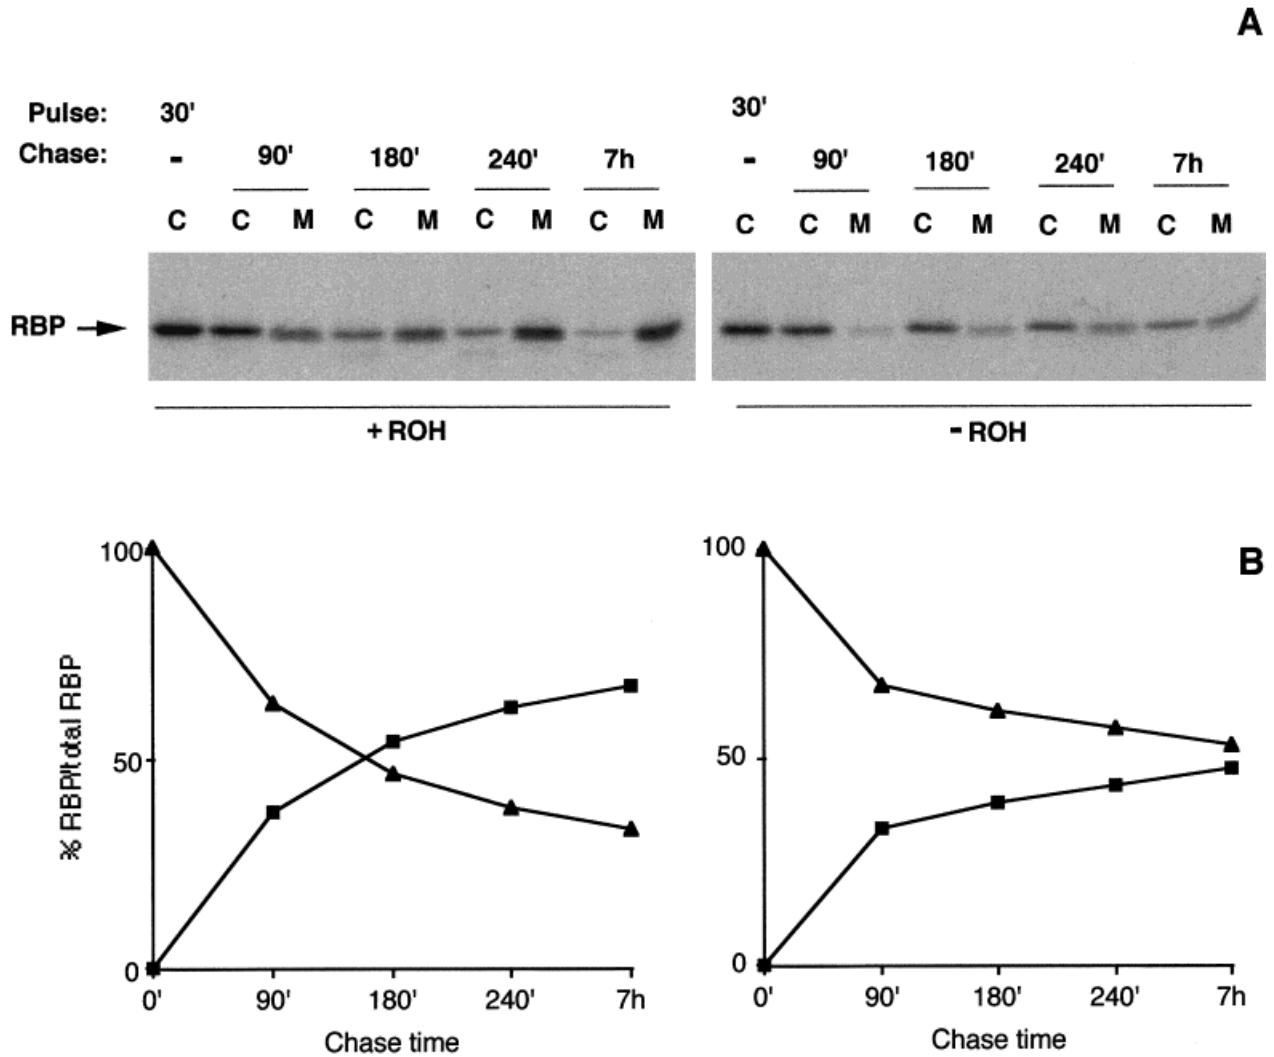 A
Pulse: 30' 30'
Chase: - 90' 180' 240' 7h - 90' 180' 240' 7h
C C M C M C M C M C C M C M C M C M
RBP
+ ROH - ROH
B
% RBP/total RBP
100
50
0
0' 90' 180' 240' 7h
Chase time
100
50
0
0' 90' 180' 240' 7h
Chase time